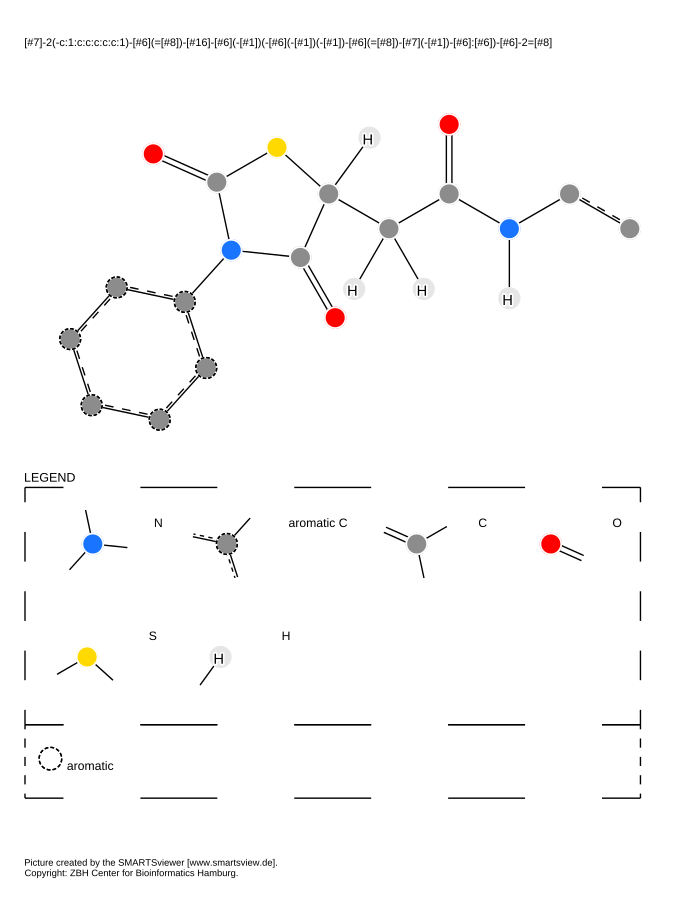 [#7]-2(-c:1:c:c:c:c:c:1)-[#6](=[#8])-[#16]-[#6](-[#1])(-[#6](-[#1])(-[#1])-[#6](=[#8])-[#7](-[#1])-[#6]:[#6])-[#6]-2=[#8]
H
H
H
H
LEGEND
N aromatic C C O
S H H
aromatic
Picture created by the SMARTSviewer [www.smartsview.de].
Copyright: ZBH Center for Bioinformatics Hamburg.